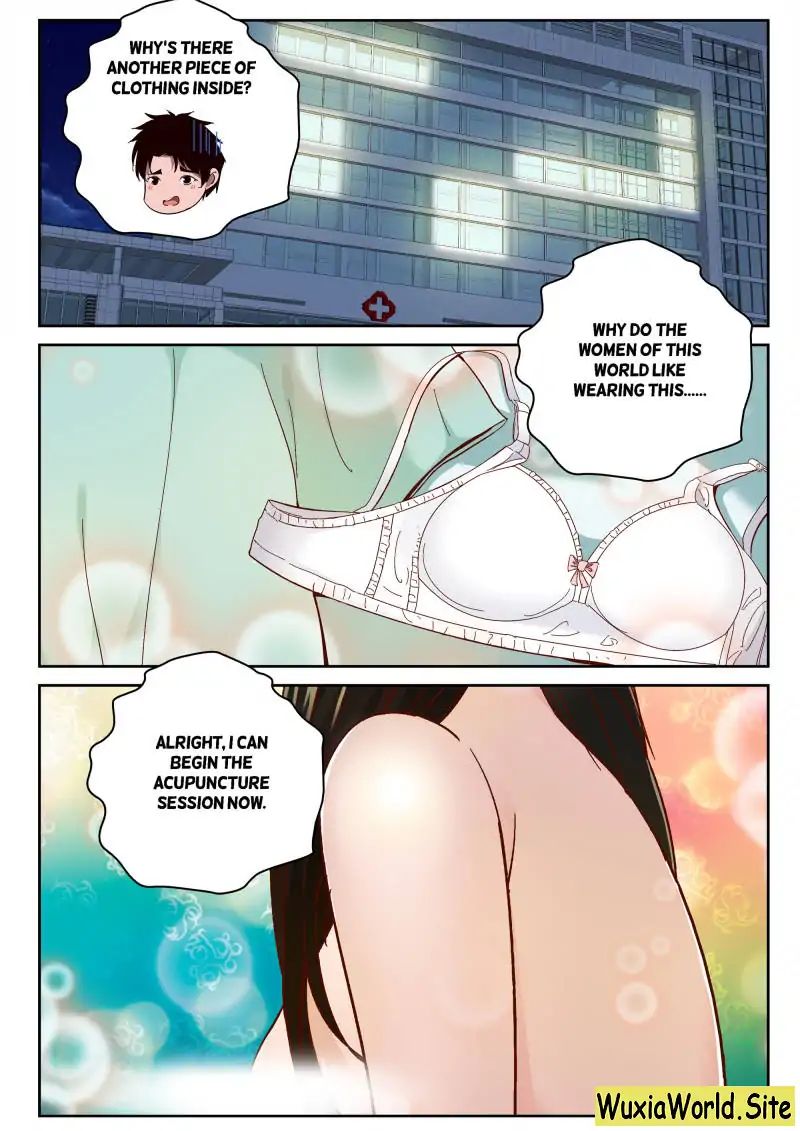 WHY'S THERE
ANOTHER PIECE OF
CLOTHING INSIDE?
WHY DO THE
WOMEN OF THIS
WORLD LIKE
WEARING THIS......
ALRIGHT, I CAN
BEGIN THE
ACUPUNCTURE
SESSION NOW.
WuxiaWorld.Site